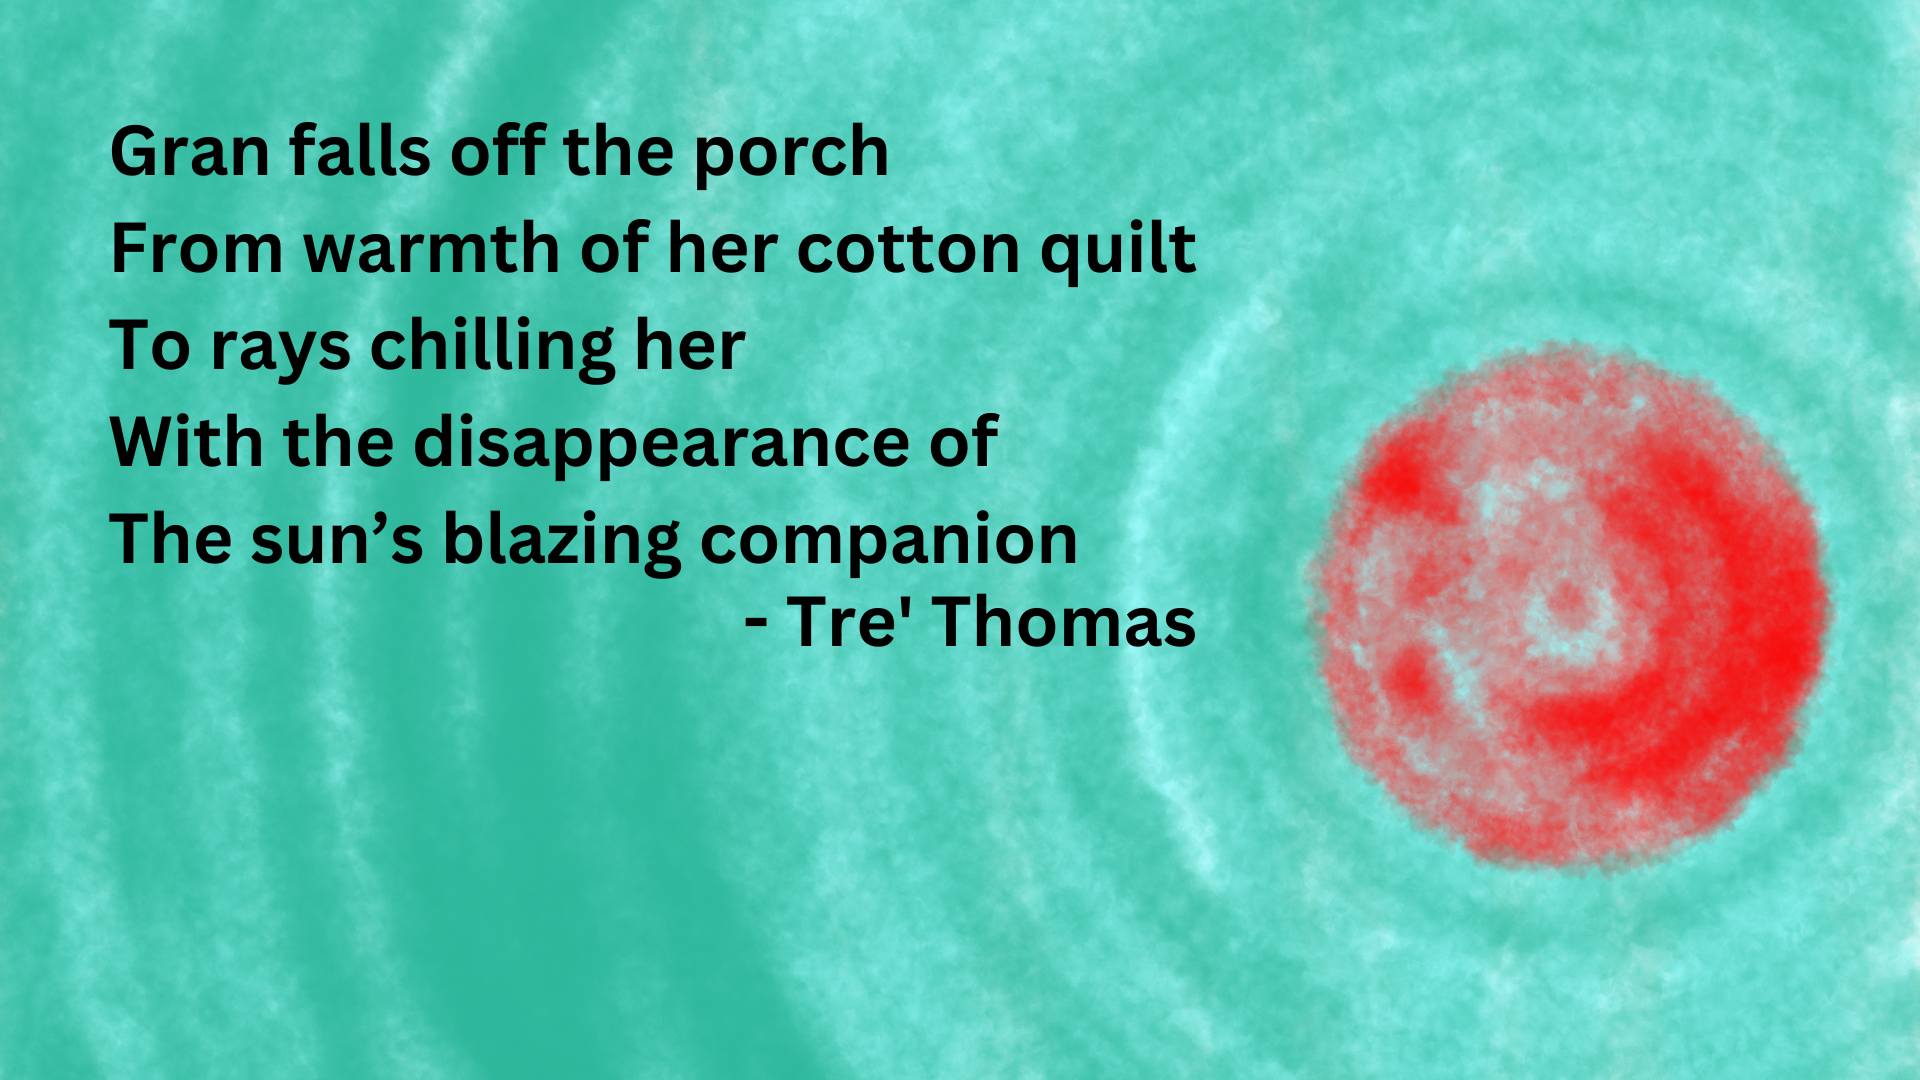 Gran falls off the porch
From warmth of her cotton quilt
To rays chilling her
With the disappearance of
The sun’s blazing companion
- Tre' Thomas